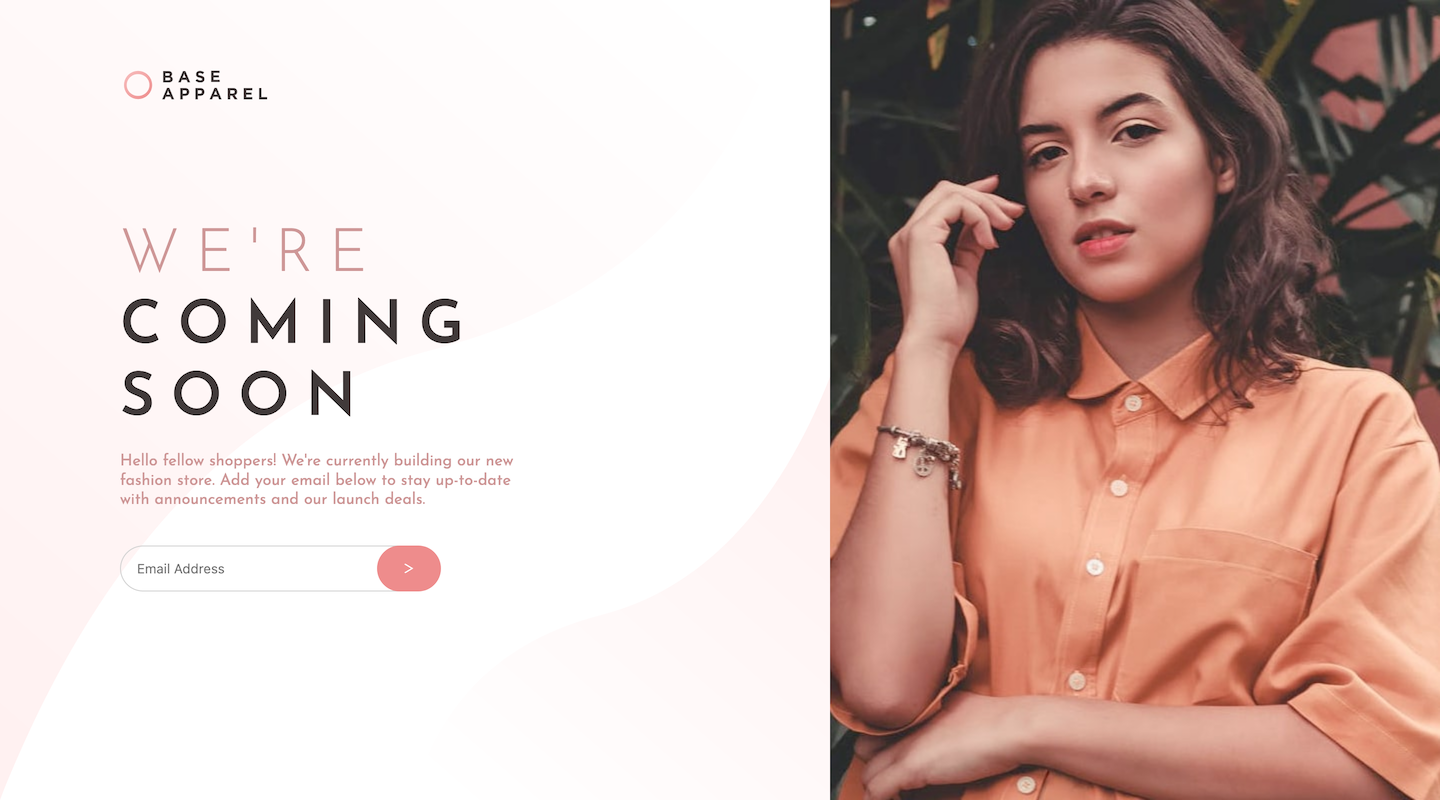 BASE
APPAREL
WE'RE
COMING
SOON
Hello fellow shoppers! We're currently building our new
fashion store. Add your email below to stay up-to-date
with announcements and our launch deals.
Email Address
>